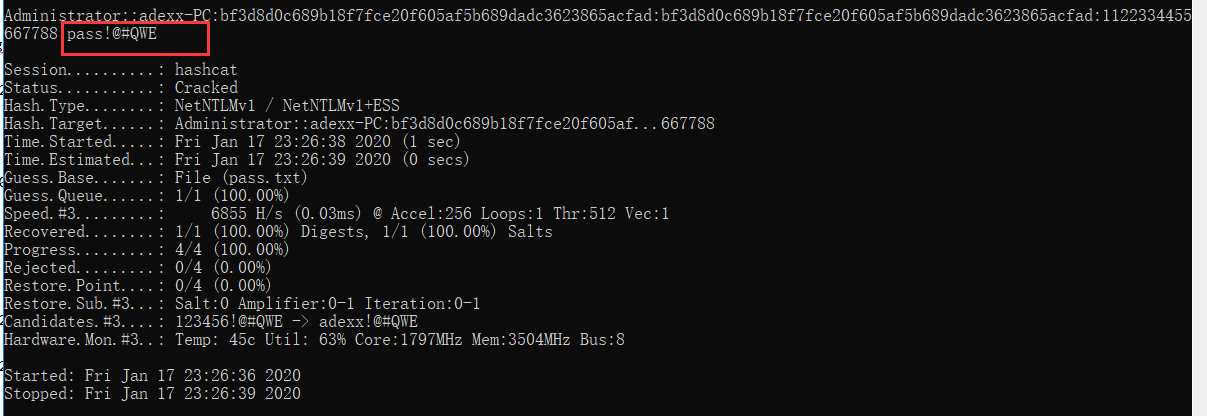 Administrator::adexx-PC:bf3d8d0c689b18f7fce20f605af5b689dadc3623865acfad:bf3d8d0c689b18f7fce20f605af5b689dadc3623865acfad:1122334455
667788 pass!@#QWE
Session..........: hashcat
Status...........: Cracked
Hash.Type........: NetNTLMv1 / NetNTLMv1+ESS
Hash.Target......: Administrator::adexx-PC:bf3d8d0c689b18f7fce20f605af...667788
Time.Started.....: Fri Jan 17 23:26:38 2020 (1 sec)
Time.Estimated...: Fri Jan 17 23:26:39 2020 (0 secs)
Guess.Base.......: File (pass.txt)
Guess.Queue......: 1/1 (100.00%)
Speed.#3.........:     6855 H/s (0.03ms) @ Accel:256 Loops:1 Thr:512 Vec:1
Recovered........: 1/1 (100.00%) Digests, 1/1 (100.00%) Salts
Progress.........: 4/4 (100.00%)
Rejected.........: 0/4 (0.00%)
Restore.Point....: 0/4 (0.00%)
Restore.Sub.#3...: Salt:0 Amplifier:0-1 Iteration:0-1
Candidates.#3....: 123456!@#QWE -> adexx!@#QWE
Hardware.Mon.#3..: Temp: 45c Util: 63% Core:1797MHz Mem:3504MHz Bus:8
Started: Fri Jan 17 23:26:36 2020
Stopped: Fri Jan 17 23:26:39 2020